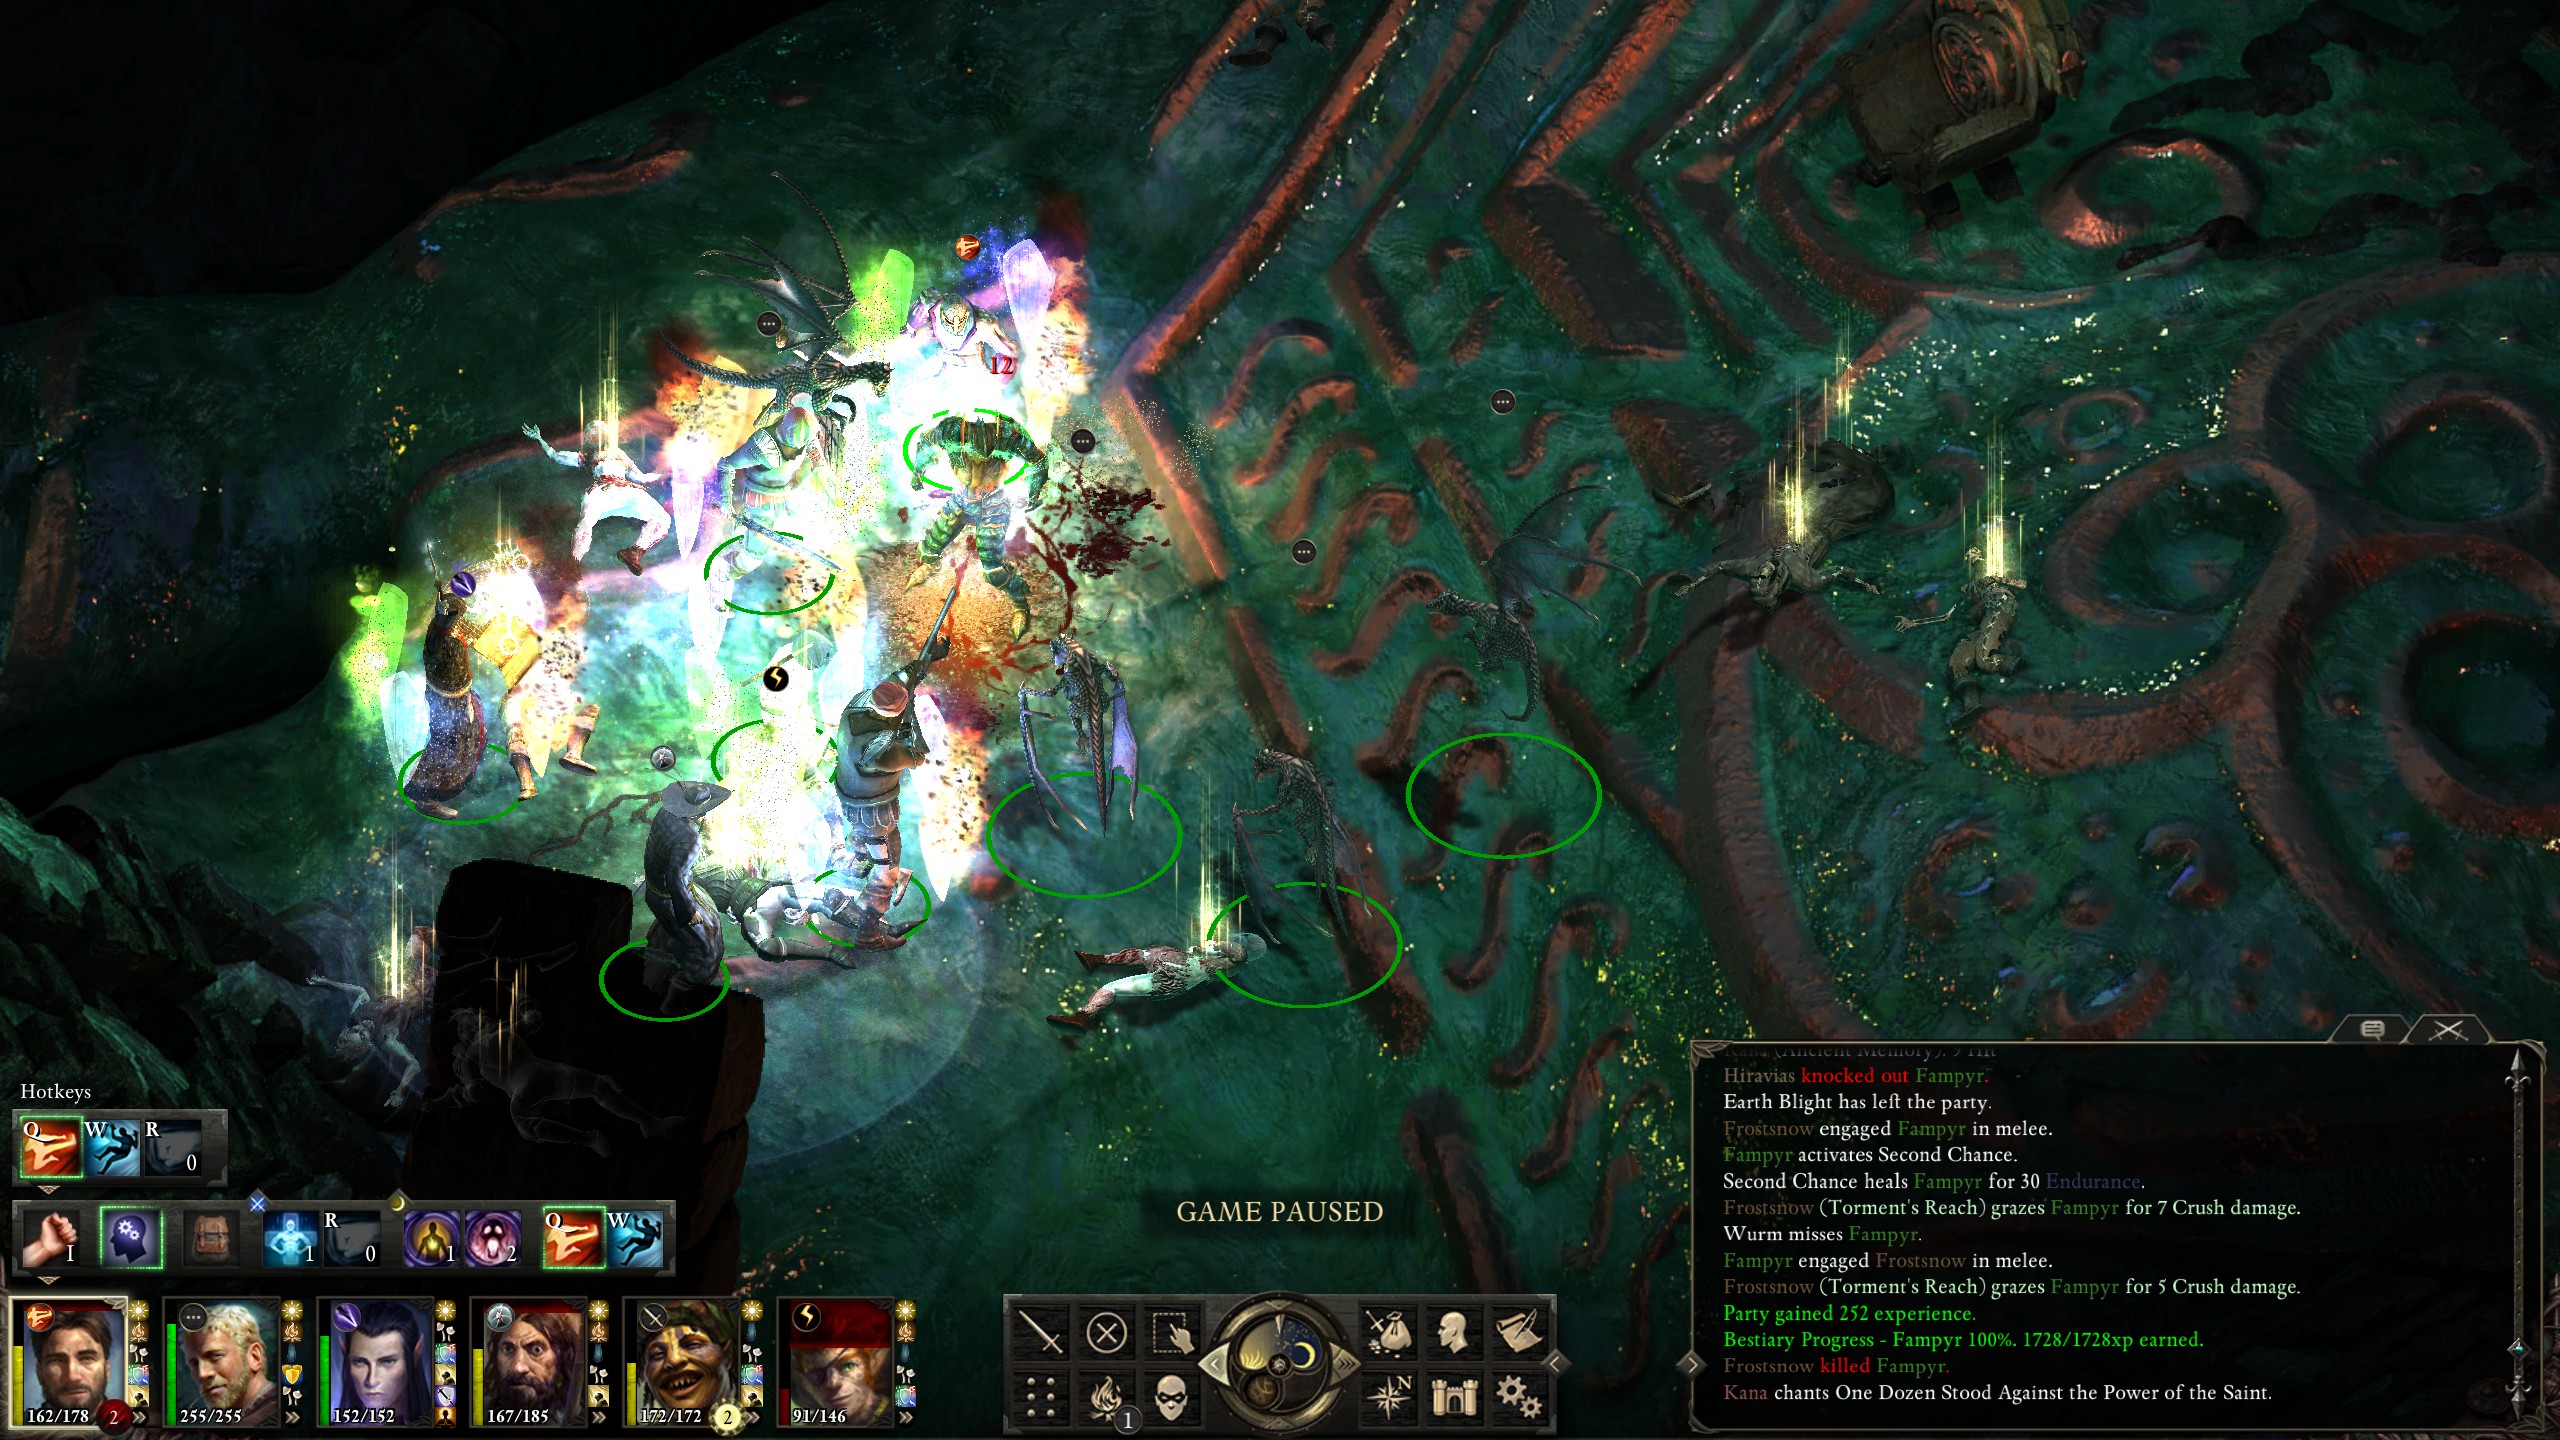 12
Kana (Ancient Memory): 9 Hit
Hiravias knocked out Fampyr.
Earth Blight has left the party.
Frostsnow engaged Fampyr in melee.
Fampyr activates Second Chance.
Second Chance heals Fampyr for 30 Endurance.
Frostsnow (Torment's Reach) grazes Fampyr for 7 Crush damage.
Wurm misses Fampyr.
Fampyr engaged Frostsnow in melee.
Frostsnow (Torment's Reach) grazes Fampyr for 5 Crush damage.
Party gained 252 experience.
Bestiary Progress - Fampyr 100%. 1728/1728xp earned.
Frostsnow killed Fampyr.
Kana chants One Dozen Stood Against the Power of the Saint.
Hotkeys
Q W R 0
I 1 R 0 1 2 Q W
GAME PAUSED
162/178 2 255/255 152/152 167/185 172/172 2 91/146
N
1